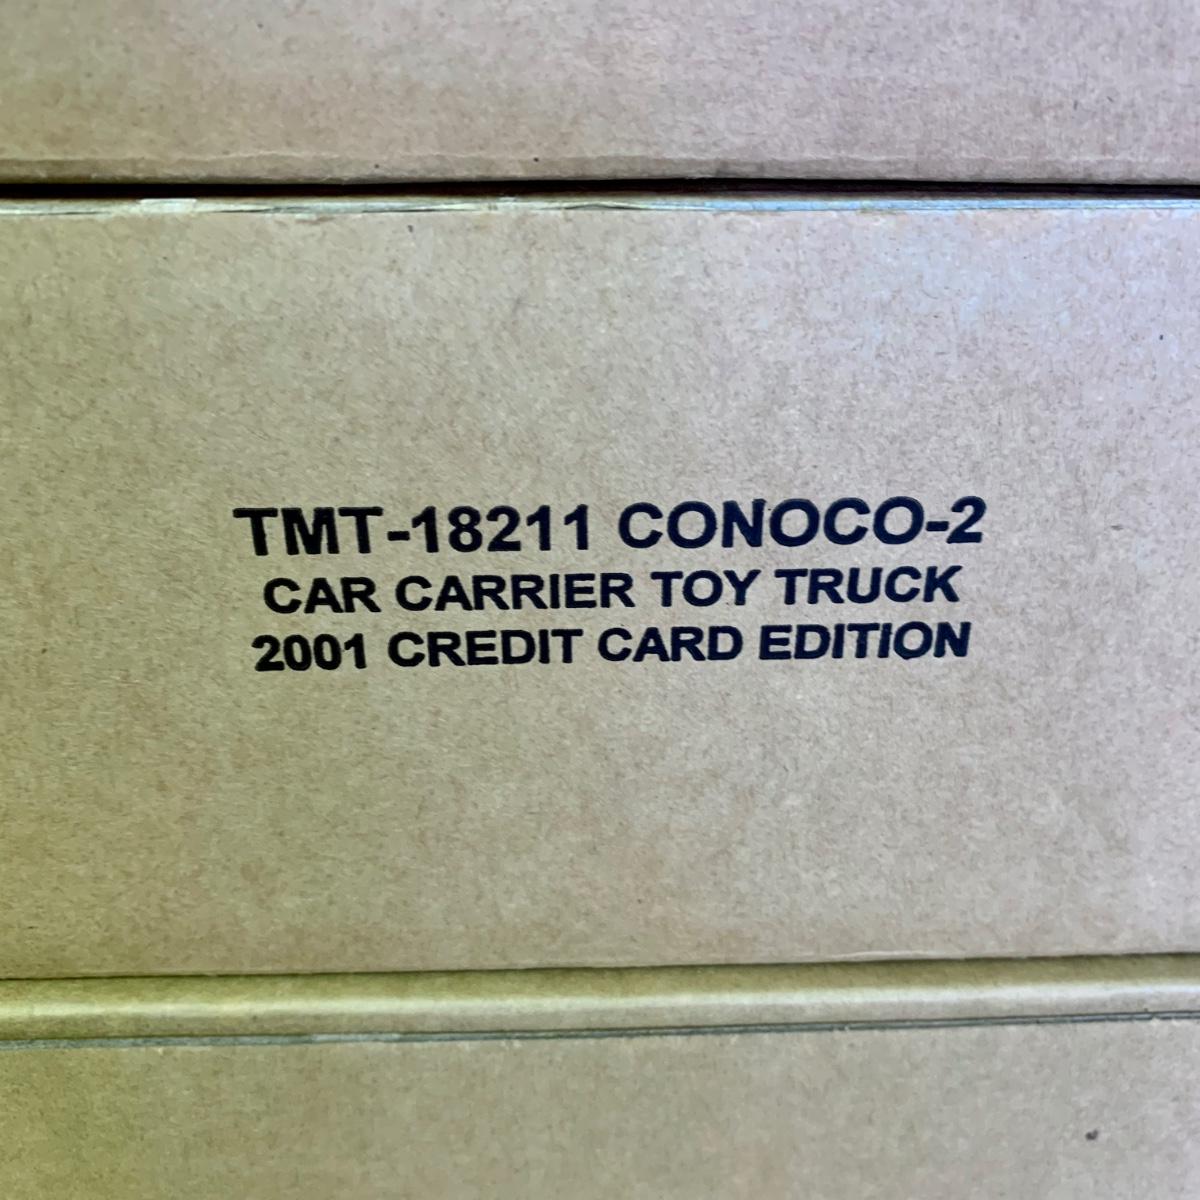 TMT-18211 CONOCO-2
CAR CARRIER TOY TRUCK
2001 CREDIT CARD EDITION